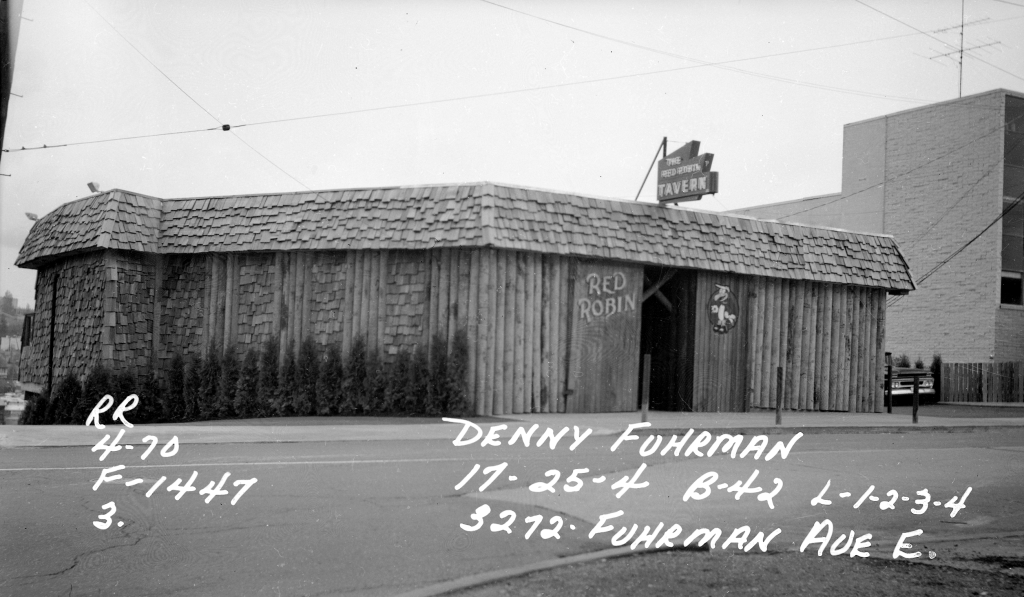 THE
RED ROBIN
TAVERN
RED
ROBIN
RR
4-70
F-1447
3.
DENNY FUHRMAN
17-25-4 B-42 L-1-2-3-4
3272- FUHRMAN AVE E.